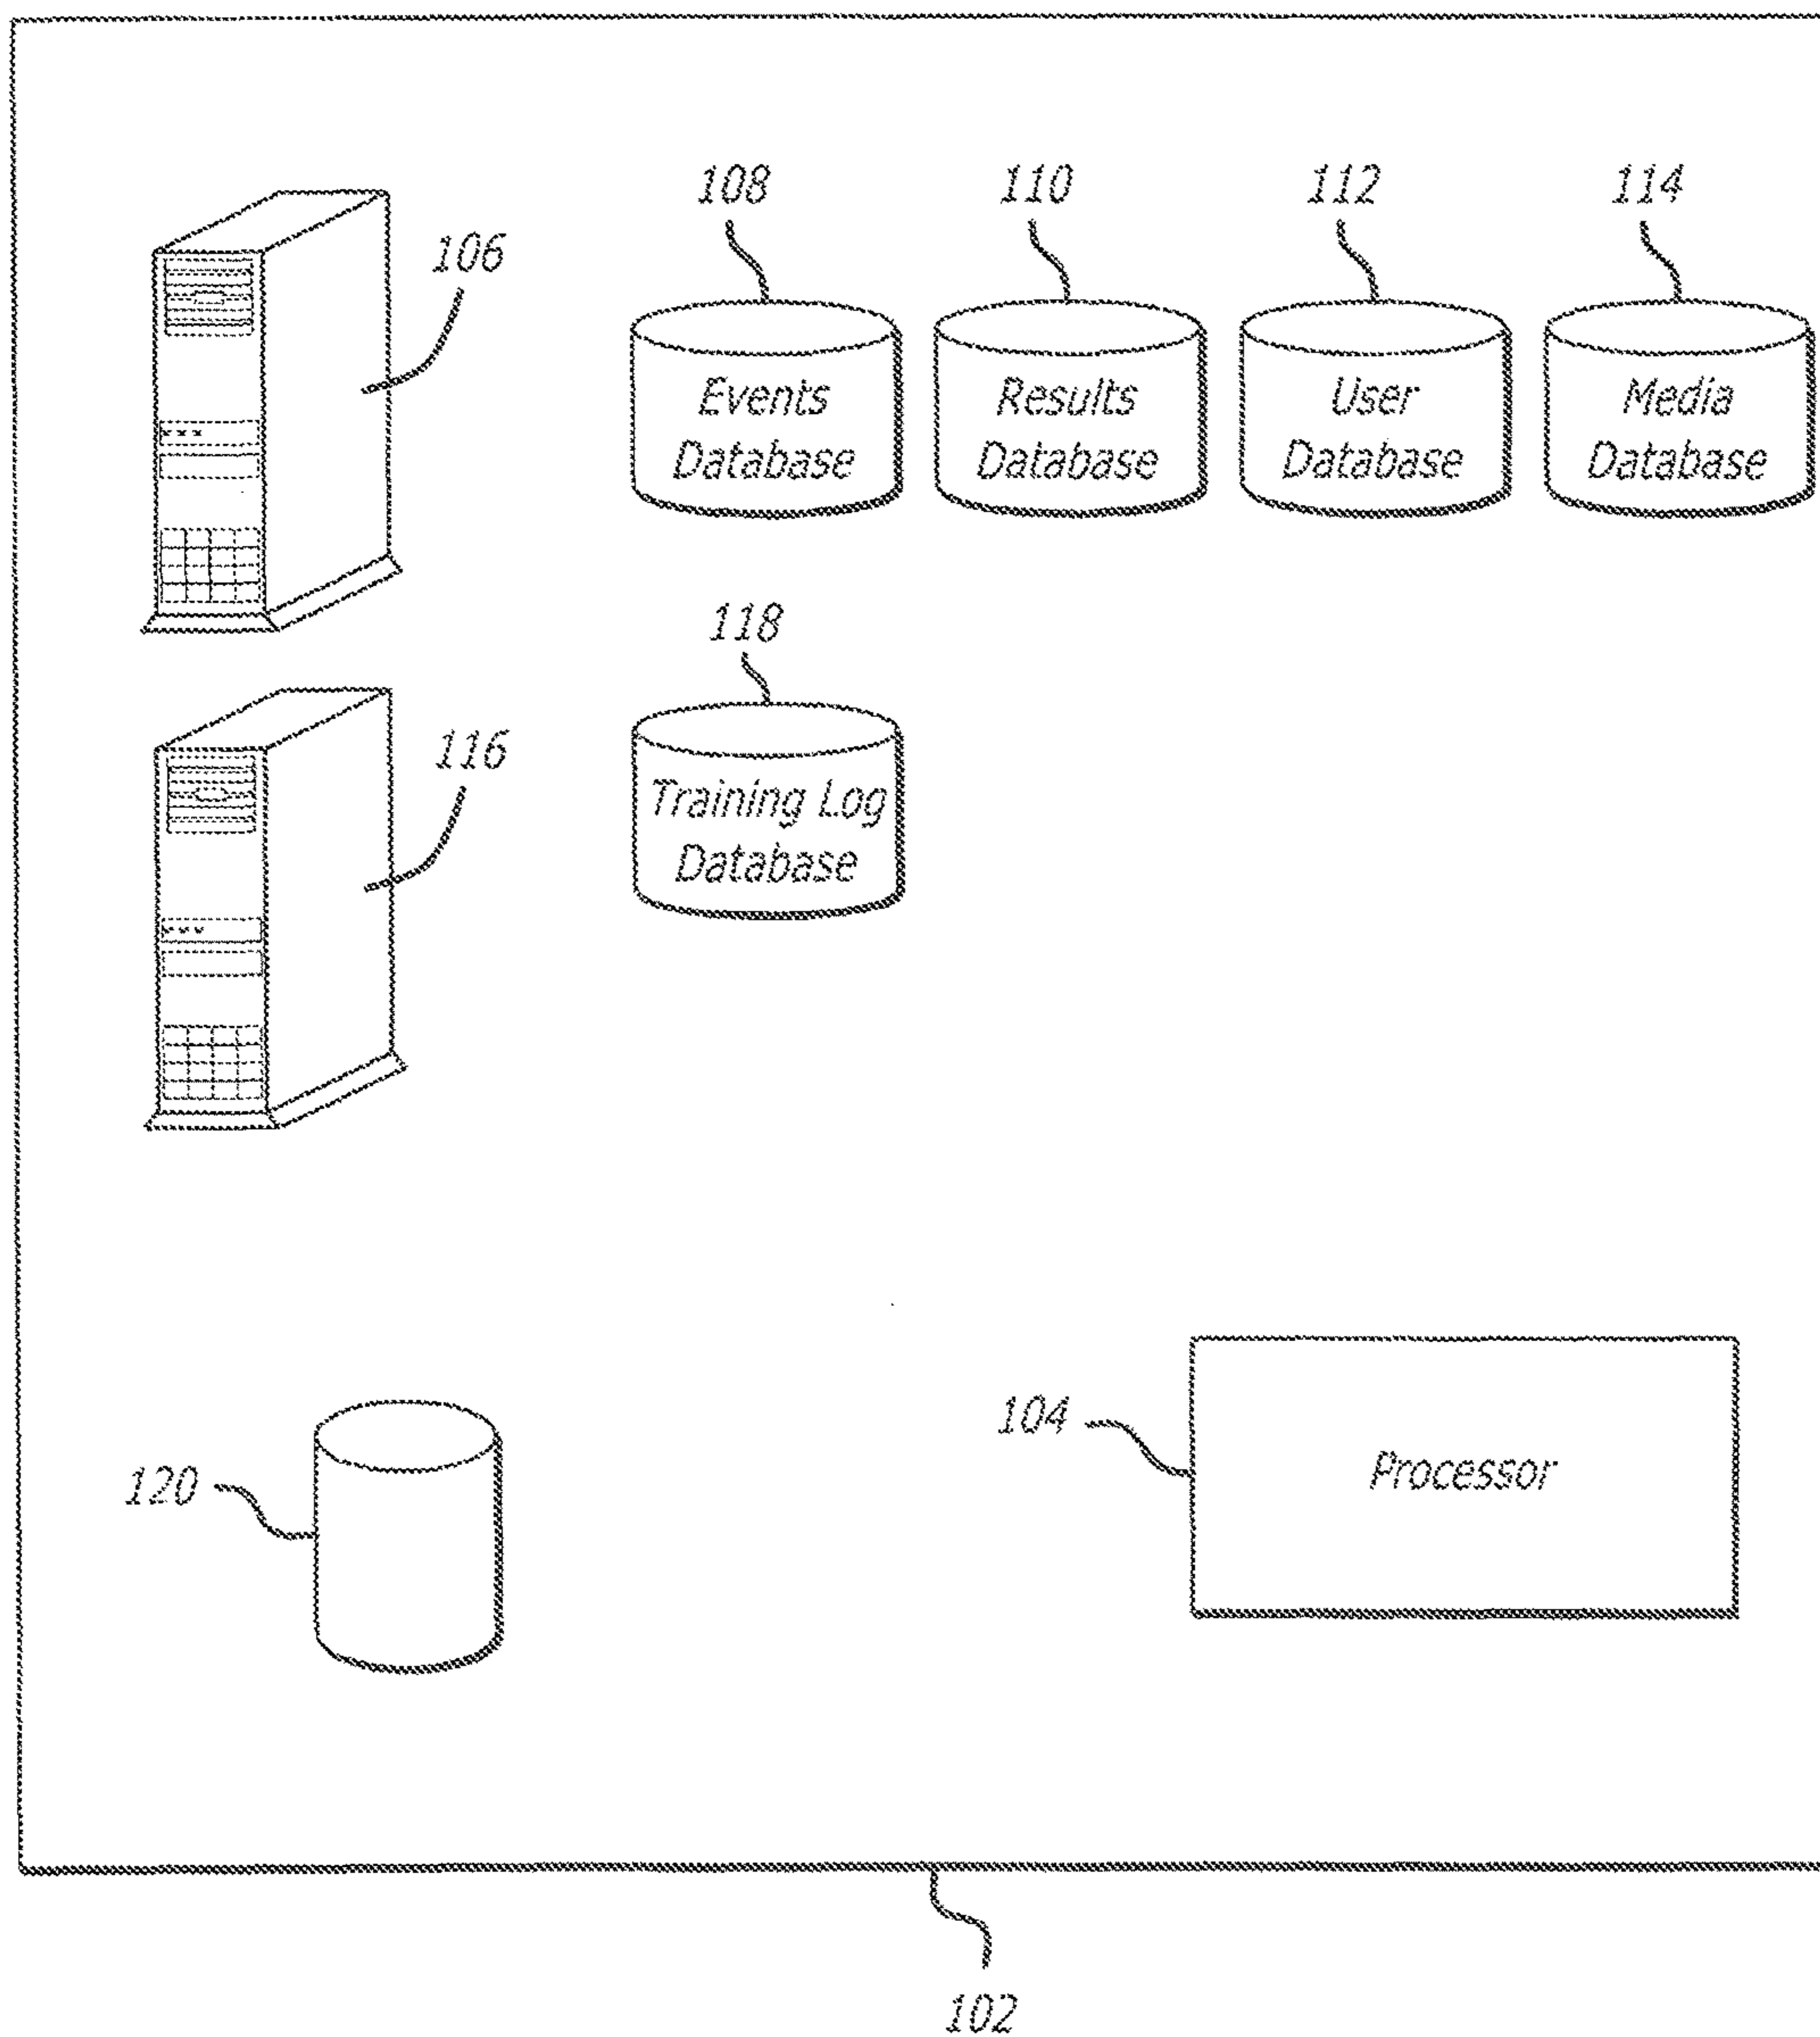 108
110
112
114
106
Events
Database
Results
Database
User
Database
Media
Database
118
116
Training Log
Database
104
Processor
120
102